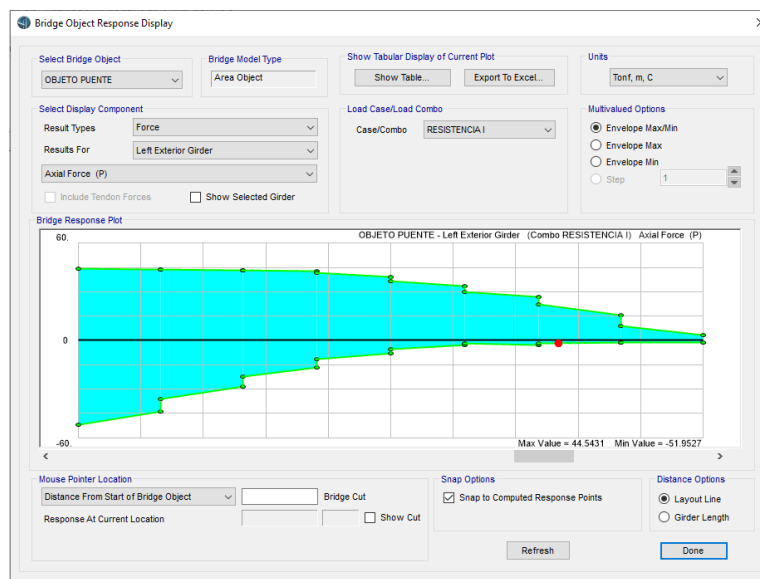 Bridge Object Response Display
Select Bridge Object
OBJETO PUENTE
Bridge Model Type
Area Object
Show Tabular Display of Current Plot
Show Table...
Export To Excel...
Units
Tonf, m, C
Select Display Component
Result Types
Force
Results For
Left Exterior Girder
Axial Force (P)
Include Tendon Forces
Show Selected Girder
Load Case/Load Combo
Case/Combo
RESISTENCIA I
Multivalued Options
Envelope Max/Min
Envelope Max
Envelope Min
Step
1
Bridge Response Plot
60.
OBJETO PUENTE - Left Exterior Girder (Combo RESISTENCIA I) Axial Force (P)
0
-60.
Max Value = 44.5431 Min Value = -51.9527
Mouse Pointer Location
Distance From Start of Bridge Object
Bridge Cut
Response At Current Location
Show Cut
Snap Options
Snap to Computed Response Points
Distance Options
Layout Line
Girder Length
Refresh
Done